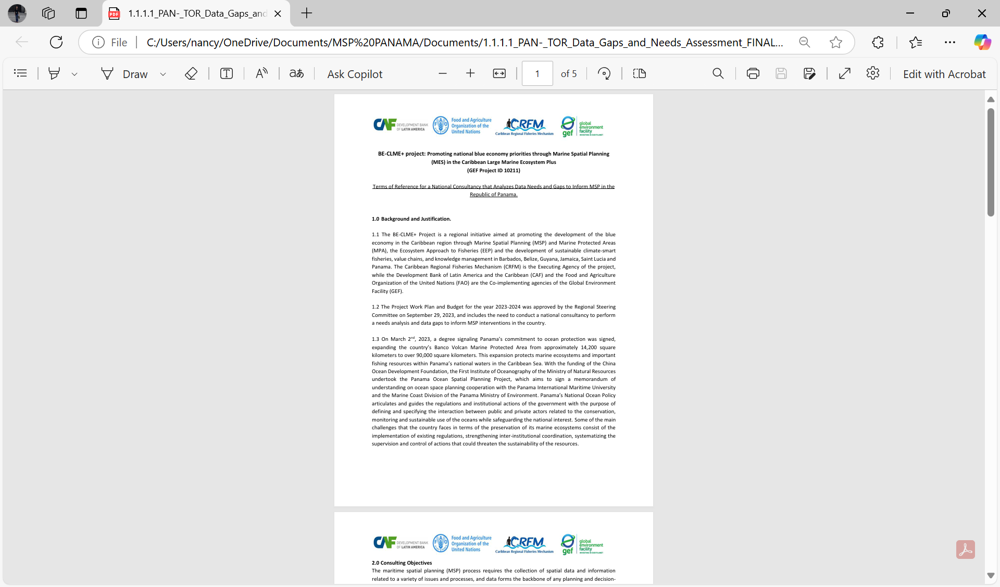 1.1.1.1_PAN-_TOR_Data_Gaps_and
File
C:/Users/nancy/OneDrive/Documents/MSP%20PANAMA/Documents/1.1.1.1_PAN-_TOR_Data_Gaps_and_Needs_Assessment_FINAL...
Draw
T
A
aあ
Ask Copilot
1 of 5
Edit with Acrobat
CAF DEVELOPMENT BANK OF LATIN AMERICA
FAO
Food and Agriculture
Organization of the
United Nations
CRFM
Caribbean Regional Fisheries Mechanism
gef
global
environment
facility
INVESTING IN OUR PLANET
BE-CLME+ project: Promoting national blue economy priorities through Marine Spatial Planning
(MES) in the Caribbean Large Marine Ecosystem Plus
(GEF Project ID 10211)
Terms of Reference for a National Consultancy that Analyzes Data Needs and Gaps to Inform MSP in the
Republic of Panama.
1.0 Background and Justification.
1.1 The BE-CLME+ Project is a regional initiative aimed at promoting the development of the blue
economy in the Caribbean region through Marine Spatial Planning (MSP) and Marine Protected Areas
(MPA), the Ecosystem Approach to Fisheries (EEP) and the development of sustainable climate-smart
fisheries, value chains, and knowledge management in Barbados, Belize, Guyana, Jamaica, Saint Lucia and
Panama. The Caribbean Regional Fisheries Mechanism (CRFM) is the Executing Agency of the project,
while the Development Bank of Latin America and the Caribbean (CAF) and the Food and Agriculture
Organization of the United Nations (FAO) are the Co-implementing agencies of the Global Environment
Facility (GEF).
1.2 The Project Work Plan and Budget for the year 2023-2024 was approved by the Regional Steering
Committee on September 29, 2023, and includes the need to conduct a national consultancy to perform
a needs analysis and data gaps to inform MSP interventions in the country.
1.3 On March 2nd, 2023, a degree signaling Panama's commitment to ocean protection was signed,
expanding the country's Banco Volcan Marine Protected Area from approximately 14,200 square
kilometers to over 90,000 square kilometers. This expansion protects marine ecosystems and important
fishing resources within Panama's national waters in the Caribbean Sea. With the funding of the China
Ocean Development Foundation, the First Institute of Oceanography of the Ministry of Natural Resources
undertook the Panama Ocean Spatial Planning Project, which aims to sign a memorandum of
understanding on ocean space planning cooperation with the Panama International Maritime University
and the Marine Coast Division of the Panama Ministry of Environment. Panama's National Ocean Policy
articulates and guides the regulations and institutional actions of the government with the purpose of
defining and specifying the interaction between public and private actors related to the conservation,
monitoring and sustainable use of the oceans while safeguarding the national interest. Some of the main
challenges that the country faces in terms of the preservation of its marine ecosystems consist of the
implementation of existing regulations, strengthening inter-institutional coordination, systematizing the
supervision and control of actions that could threaten the sustainability of the resources.
CAF DEVELOPMENT BANK OF LATIN AMERICA
FAO
Food and Agriculture
Organization of the
United Nations
CRFM
Caribbean Regional Fisheries Mechanism
gef
global
environment
facility
INVESTING IN OUR PLANET
2.0 Consulting Objectives
The maritime spatial planning (MSP) process requires the collection of spatial data and information
related to a variety of issues and processes, and data forms the backbone of any planning and decision-